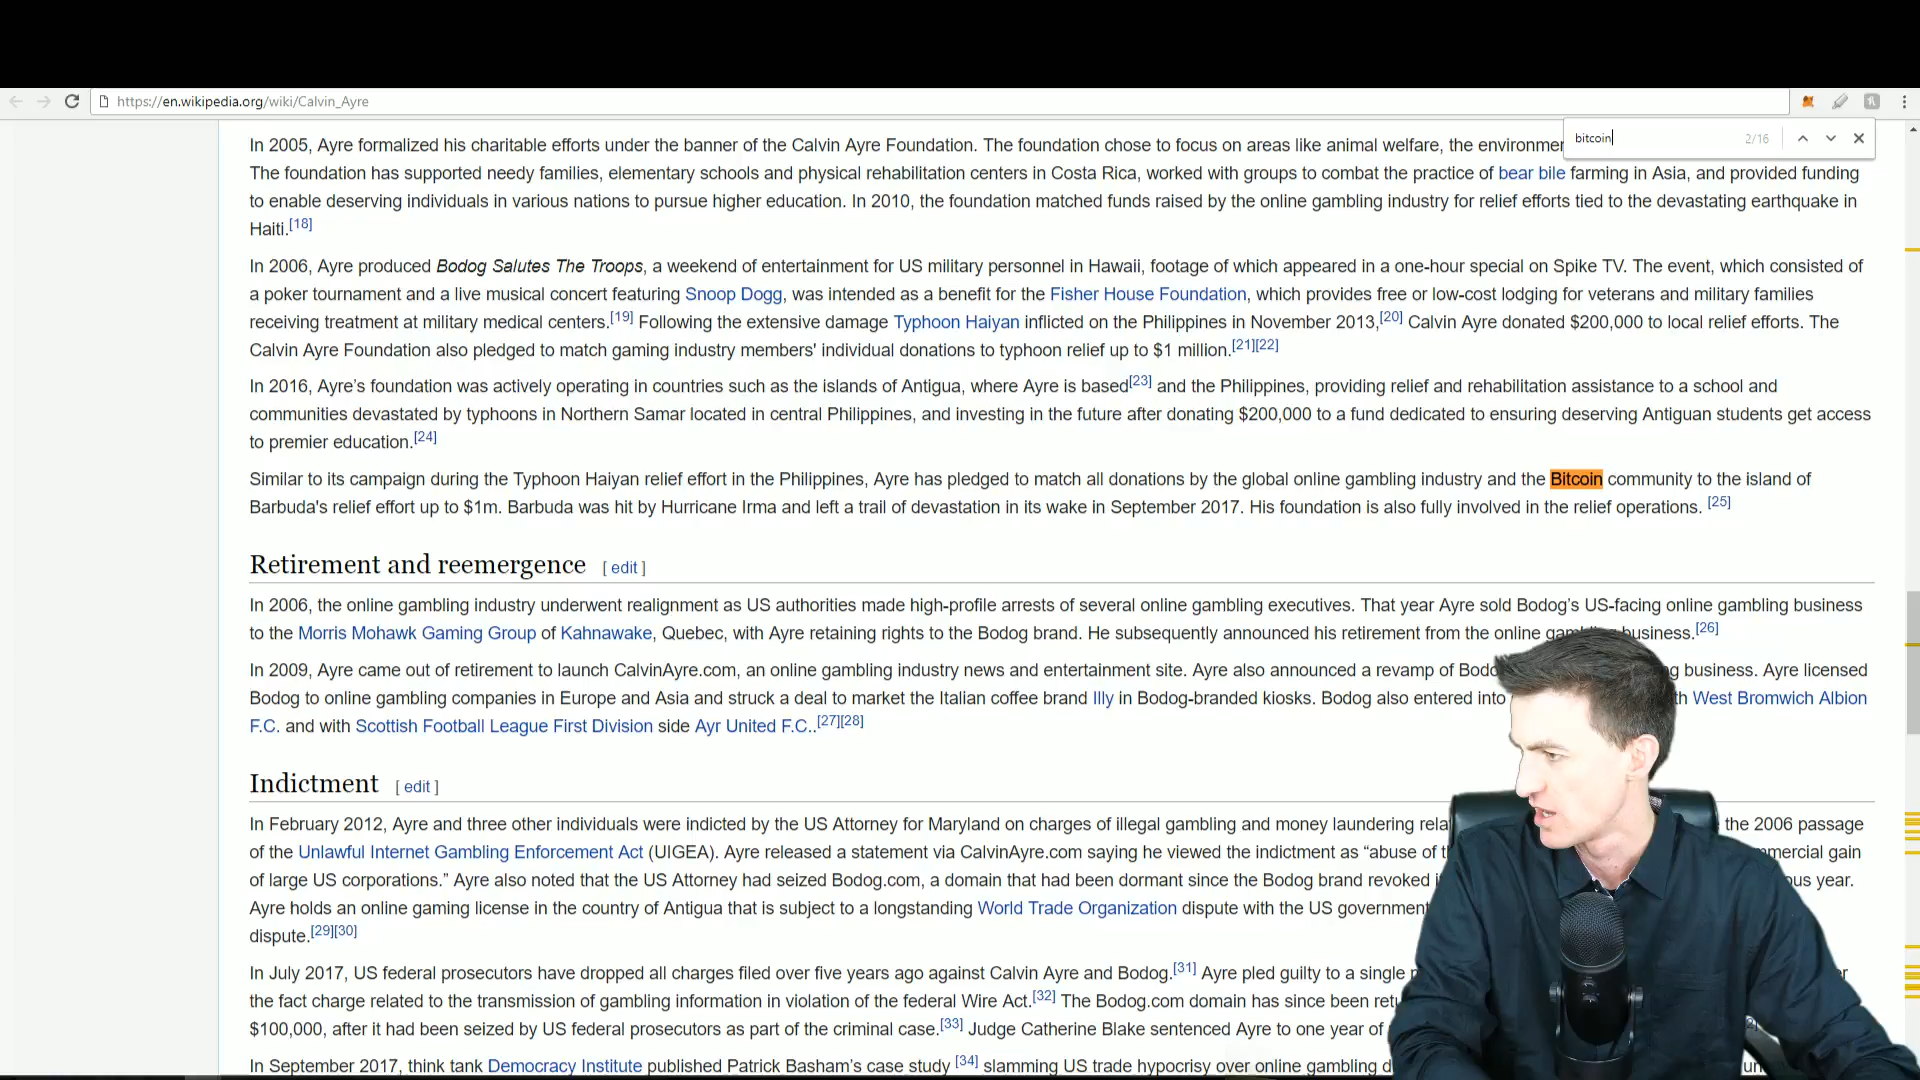 https://en.wikipedia.org/wiki/Calvin_Ayre
bitcoin 2/16
In 2005, Ayre formalized his charitable efforts under the banner of the Calvin Ayre Foundation. The foundation chose to focus on areas like animal welfare, the
The foundation has supported needy families, elementary schools and physical rehabilitation centers in Costa Rica, worked with groups to combat the practice of bear bile farming in Asia, and provided funding
to enable deserving individuals in various nations to pursue higher education. In 2010, the foundation matched funds raised by the online gambling industry for relief efforts tied to the devastating earthquake in
Haiti.[18]
In 2006, Ayre produced Bodog Salutes The Troops, a weekend of entertainment for US military personnel in Hawaii, footage of which appeared in a one-hour special on Spike TV. The event, which consisted of
a poker tournament and a live musical concert featuring Snoop Dogg, was intended as a benefit for the Fisher House Foundation, which provides free or low-cost lodging for veterans and military families
receiving treatment at military medical centers.[19] Following the extensive damage Typhoon Haiyan inflicted on the Philippines in November 2013,[20] Calvin Ayre donated $200,000 to local relief efforts. The
Calvin Ayre Foundation also pledged to match gaming industry members' individual donations to typhoon relief up to $1 million.[21][22]
In 2016, Ayre’s foundation was actively operating in countries such as the islands of Antigua, where Ayre is based[23] and the Philippines, providing relief and rehabilitation assistance to a school and
communities devastated by typhoons in Northern Samar located in central Philippines, and investing in the future after donating $200,000 to a fund dedicated to ensuring deserving Antiguan students get access
to premier education.[24]
Similar to its campaign during the Typhoon Haiyan relief effort in the Philippines, Ayre has pledged to match all donations by the global online gambling industry and the Bitcoin community to the island of
Barbuda's relief effort up to $1m. Barbuda was hit by Hurricane Irma and left a trail of devastation in its wake in September 2017. His foundation is also fully involved in the relief operations. [25]
Retirement and reemergence [ edit ]
In 2006, the online gambling industry underwent realignment as US authorities made high-profile arrests of several online gambling executives. That year Ayre sold Bodog’s US-facing online gambling business
to the Morris Mohawk Gaming Group of Kahnawake, Quebec, with Ayre retaining rights to the Bodog brand. He subsequently announced his retirement from the online gambling business.[26]
In 2009, Ayre came out of retirement to launch CalvinAyre.com, an online gambling industry news and entertainment site. Ayre also announced a revamp of business. Ayre licensed
Bodog to online gambling companies in Europe and Asia and struck a deal to market the Italian coffee brand Illy in Bodog-branded kiosks. Bodog also entered into West Bromwich Albion
F.C. and with Scottish Football League First Division side Ayr United F.C..[27][28]
Indictment [ edit ]
In February 2012, Ayre and three other individuals were indicted by the US Attorney for Maryland on charges of illegal gambling and money laundering the 2006 passage
of the Unlawful Internet Gambling Enforcement Act (UIGEA). Ayre released a statement via CalvinAyre.com saying he viewed the indictment as “abuse of gain
of large US corporations.” Ayre also noted that the US Attorney had seized Bodog.com, a domain that had been dormant since the Bodog brand revoked year.
Ayre holds an online gaming license in the country of Antigua that is subject to a longstanding World Trade Organization dispute with the US government
dispute.[29][30]
In July 2017, US federal prosecutors have dropped all charges filed over five years ago against Calvin Ayre and Bodog.[31] Ayre pled guilty to a single
the fact charge related to the transmission of gambling information in violation of the federal Wire Act.[32] The Bodog.com domain has since been
$100,000, after it had been seized by US federal prosecutors as part of the criminal case.[33] Judge Catherine Blake sentenced Ayre to one year of
In September 2017, think tank Democracy Institute published Patrick Basham’s case study [34] slamming US trade hypocrisy over online gambling